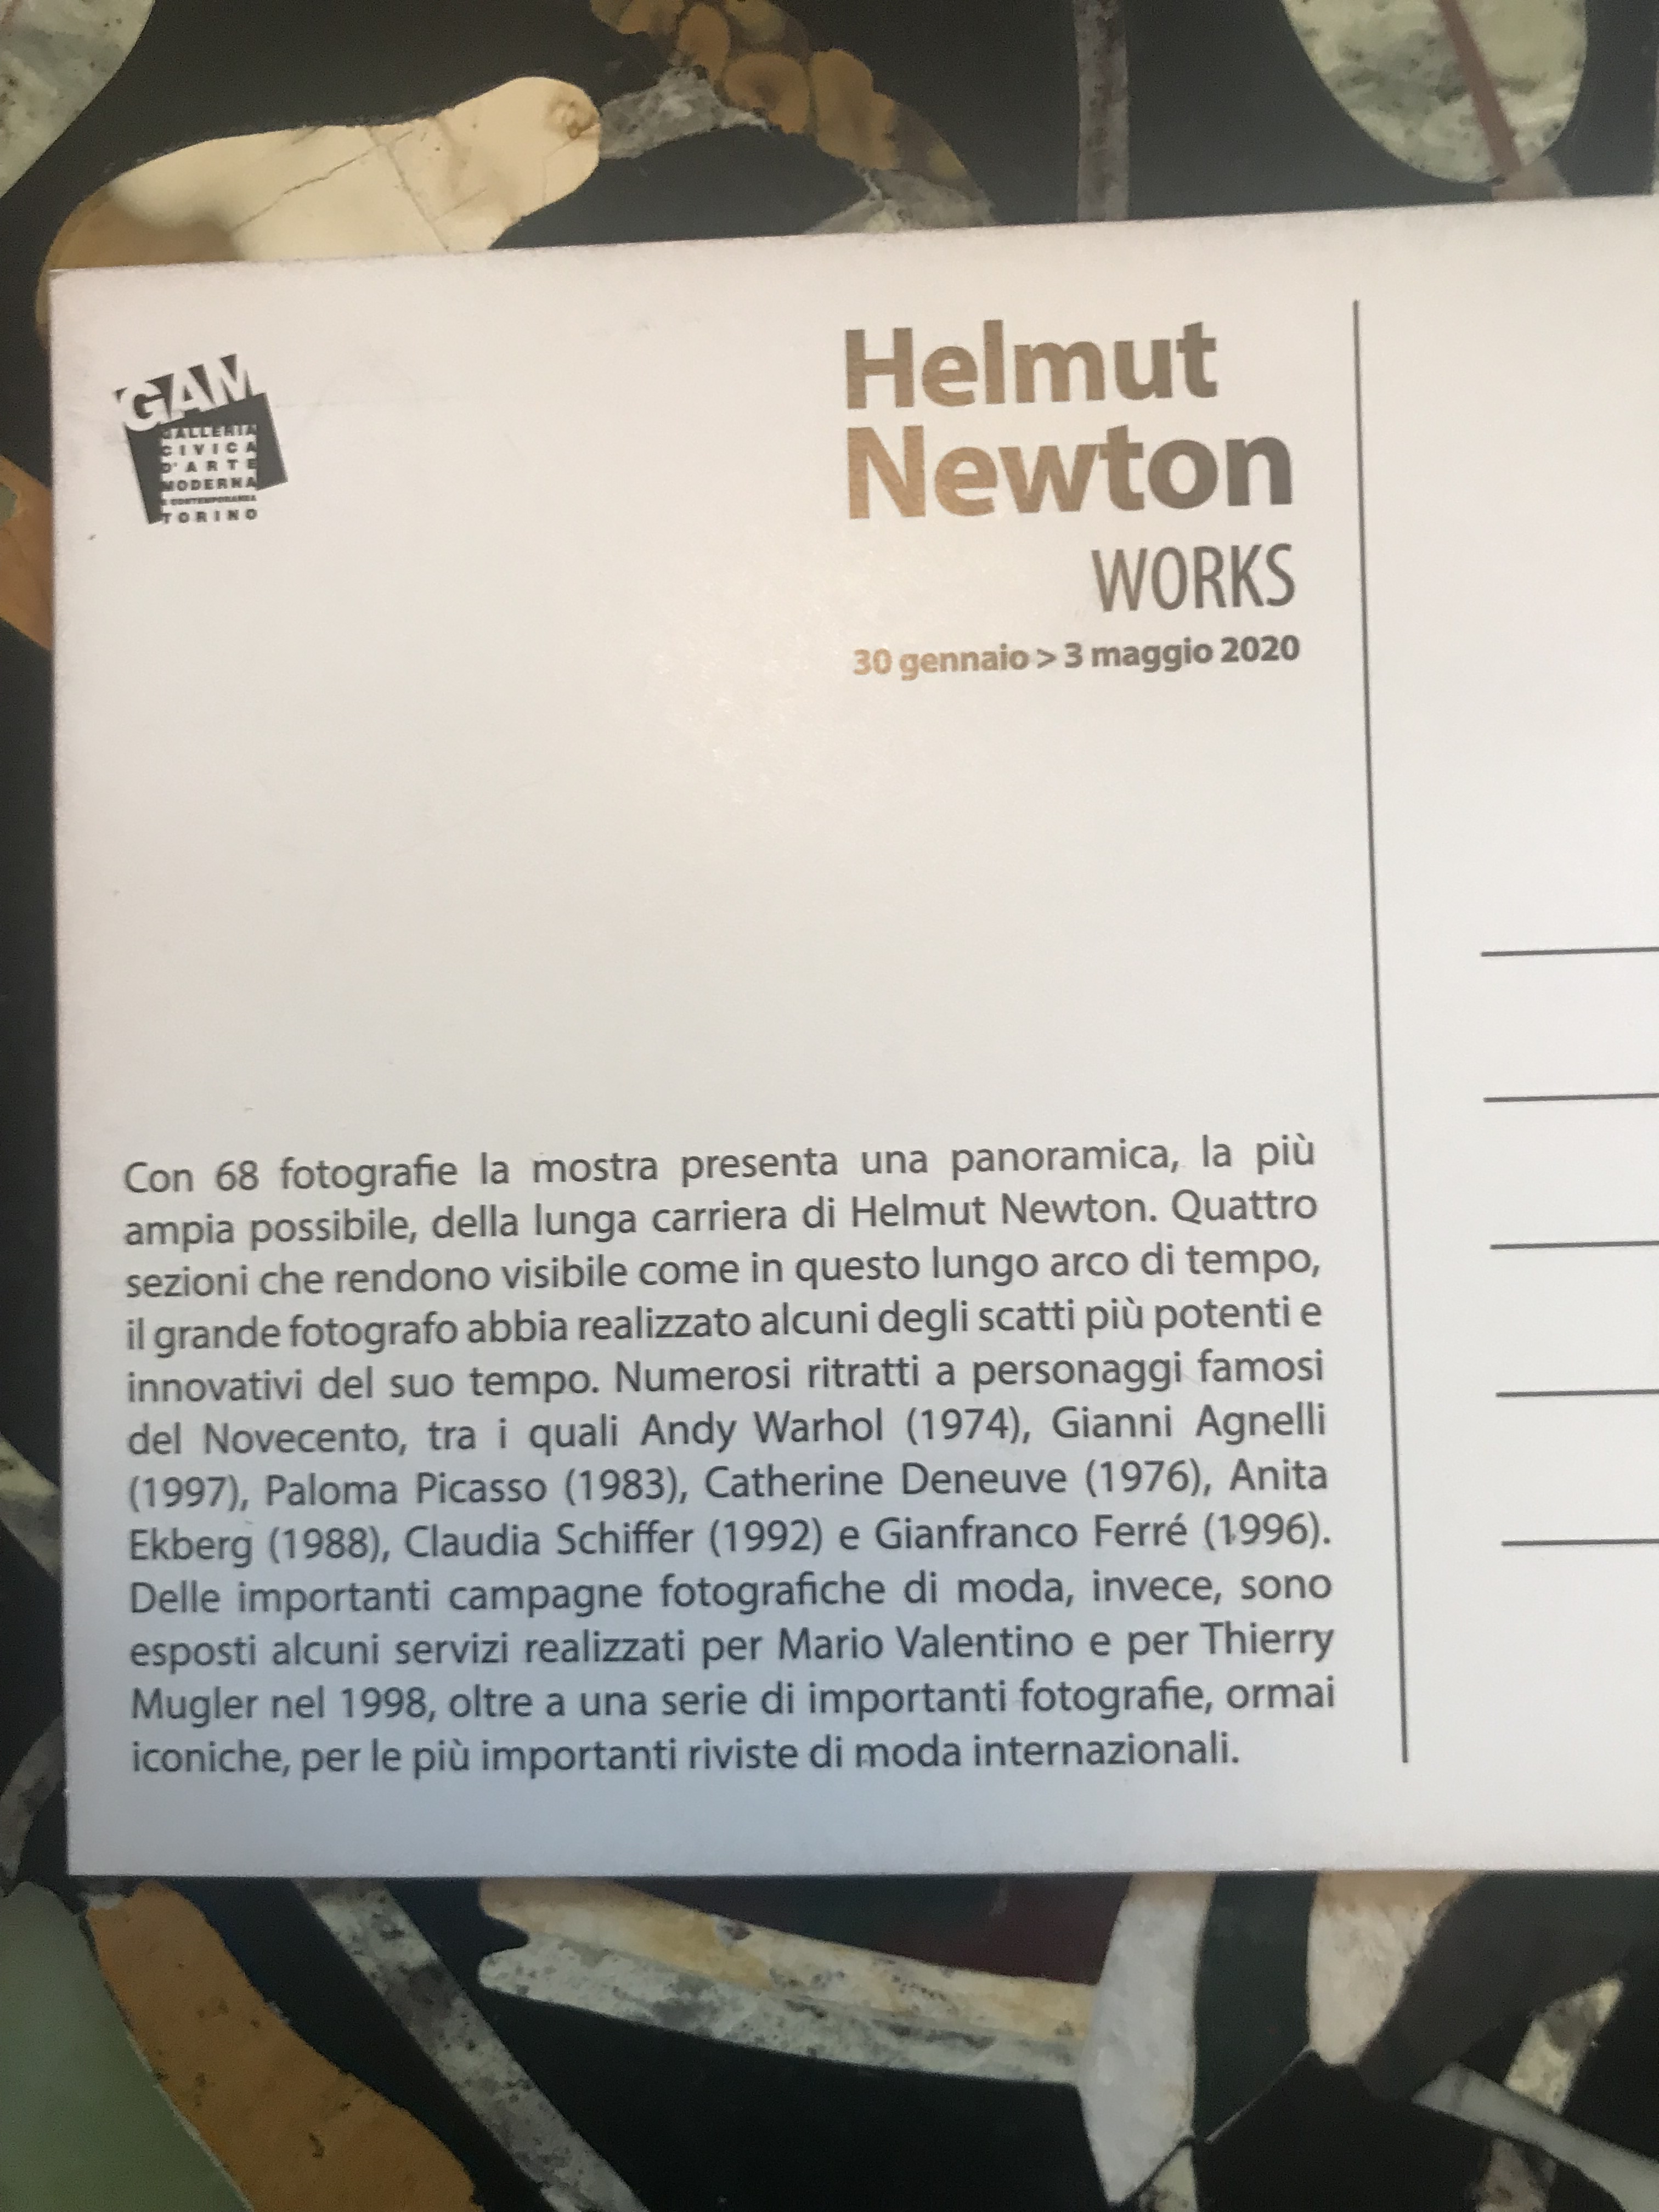 GAM
GALLERIA
CIVICA
D'ARTE
MODERNA
E CONTEMPORANEA
TORINO
Helmut
Newton
WORKS
30 gennaio > 3 maggio 2020
Con 68 fotografie la mostra presenta una panoramica, la più
ampia possibile, della lunga carriera di Helmut Newton. Quattro
sezioni che rendono visibile come in questo lungo arco di tempo,
il grande fotografo abbia realizzato alcuni degli scatti più potenti e
innovativi del suo tempo. Numerosi ritratti a personaggi famosi
del Novecento, tra i quali Andy Warhol (1974), Gianni Agnelli
(1997), Paloma Picasso (1983), Catherine Deneuve (1976), Anita
Ekberg (1988), Claudia Schiffer (1992) e Gianfranco Ferré (1996).
Delle importanti campagne fotografiche di moda, invece, sono
esposti alcuni servizi realizzati per Mario Valentino e per Thierry
Mugler nel 1998, oltre a una serie di importanti fotografie, ormai
iconiche, per le più importanti riviste di moda internazionali.